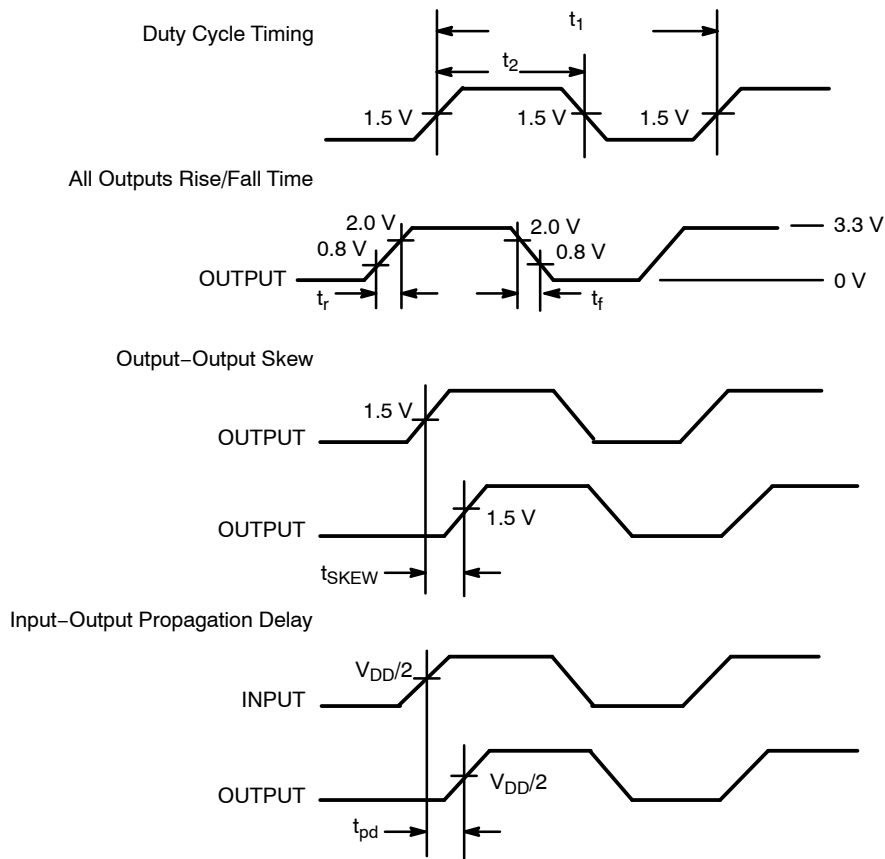 Duty Cycle Timing
t1
t2
1.5 V
1.5 V
1.5 V
All Outputs Rise/Fall Time
2.0 V
2.0 V
3.3 V
0.8 V
0.8 V
OUTPUT
0 V
tr
tf
Output−Output Skew
1.5 V
OUTPUT
1.5 V
OUTPUT
tSKEW
Input−Output Propagation Delay
VDD/2
INPUT
VDD/2
OUTPUT
tpd